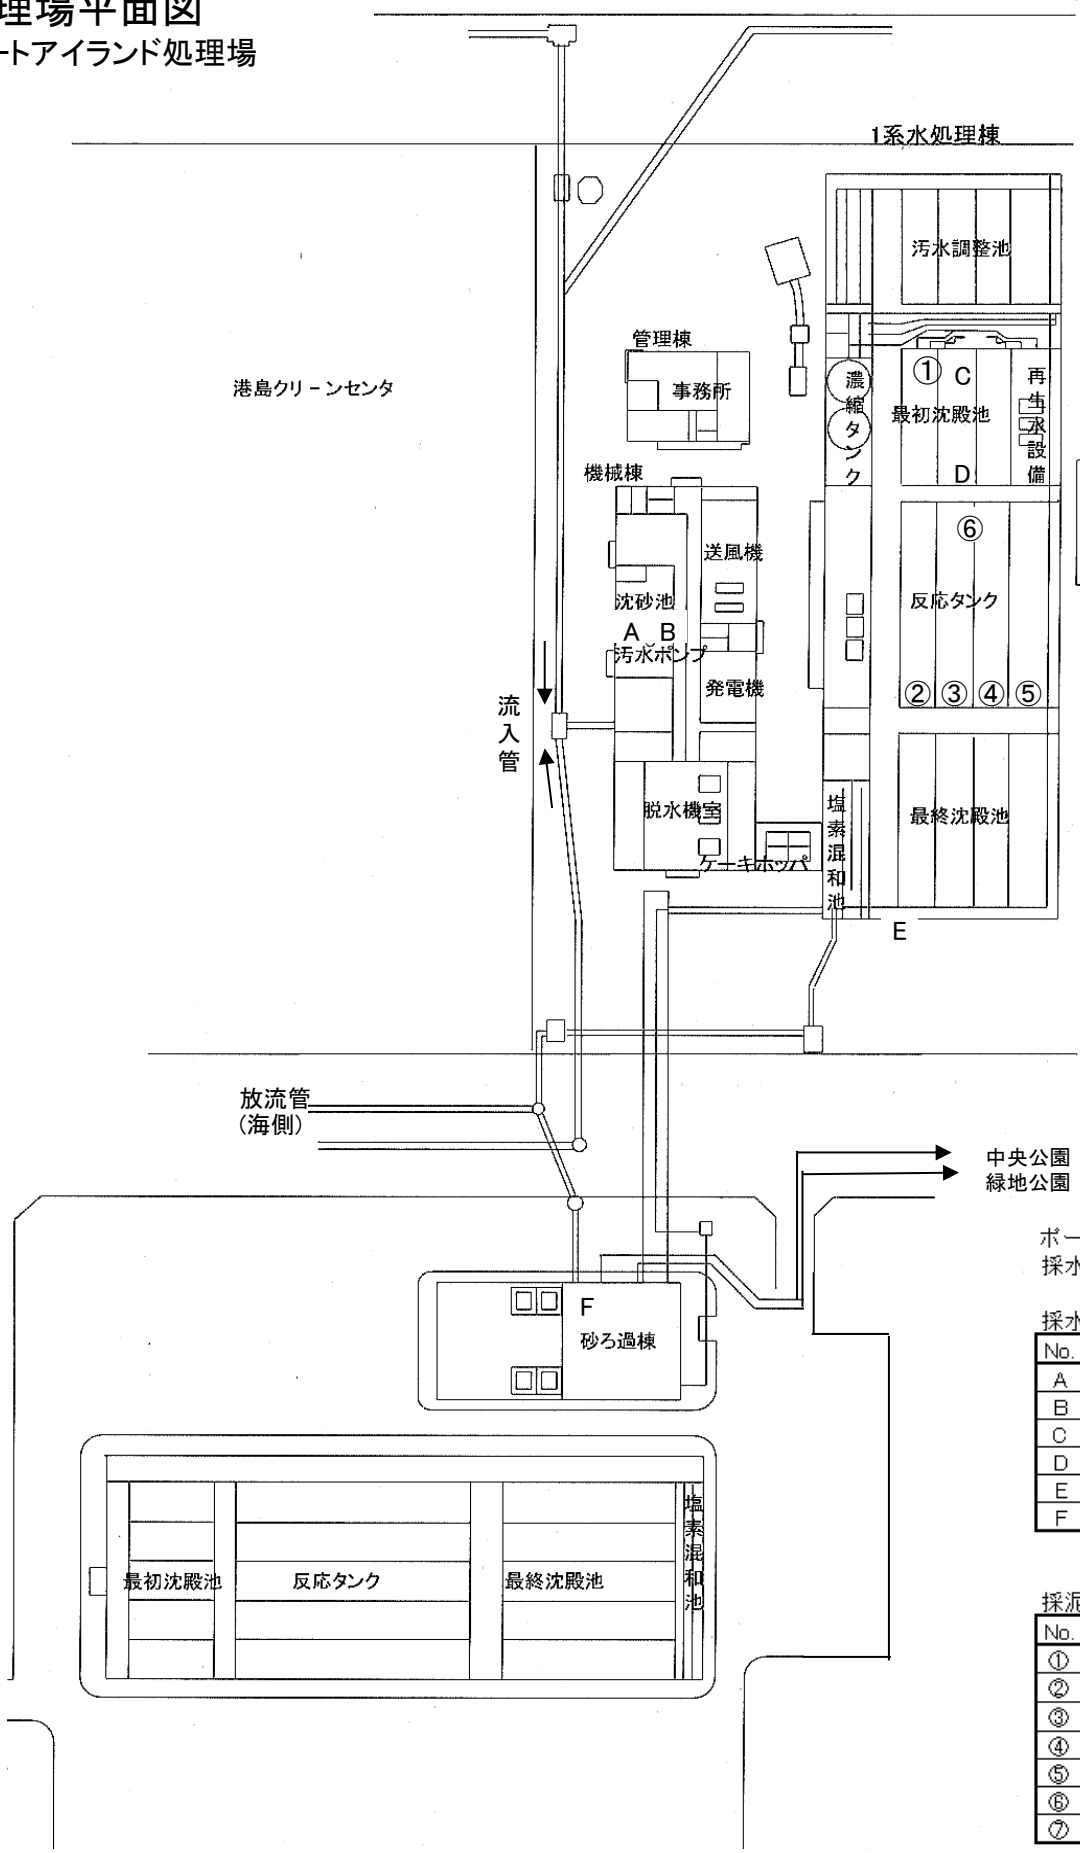 理場平面図
ートアイランド処理場
1系水処理棟
汚水調整池
管理棟
事務所
港島クリーンセンタ
濃縮タンク
① C
最初沈殿池
再生水設備
D
機械棟
⑥
送風機
沈砂池
反応タンク
A B
汚水ポンプ
発電機
② ③ ④ ⑤
流入管
脱水機室
塩素混和池
最終沈殿池
ケーキホッパ
E
放流管
(海側)
中央公園
緑地公園
ポー
採水
F
砂ろ過棟
採水
No.
A
B
C
D
E
F
塩素混和池
最初沈殿池
反応タンク
最終沈殿池
採泥
No.
①
②
③
④
⑤
⑥
⑦